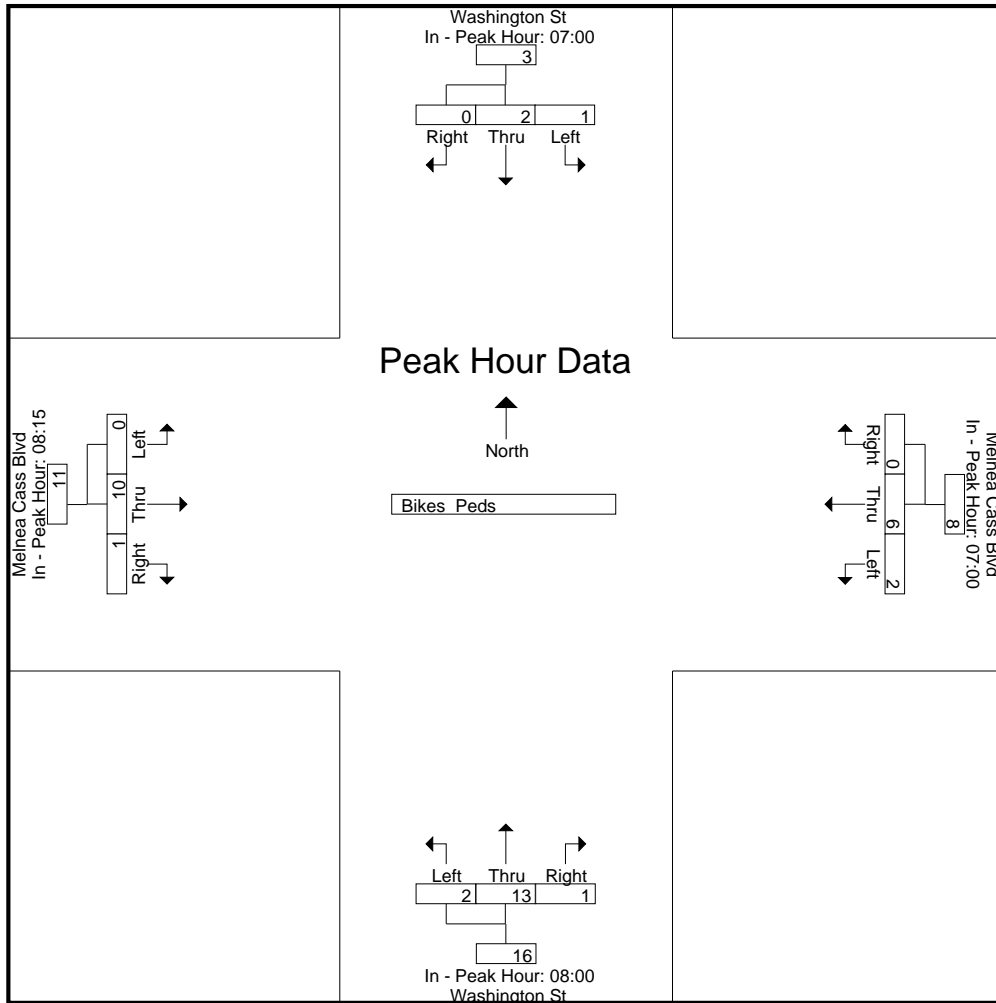 Washington St
In - Peak Hour: 07:00
3
0 2 1
Right Thru Left
Peak Hour Data
North
Bikes Peds
Melnea Cass Blvd
In - Peak Hour: 08:15
11
0 10 1
Left Thru Right
Melnea Cass Blvd
In - Peak Hour: 07:00
8
0 6 2
Right Thru Left
Left Thru Right
2 13 1
16
In - Peak Hour: 08:00
Washington St